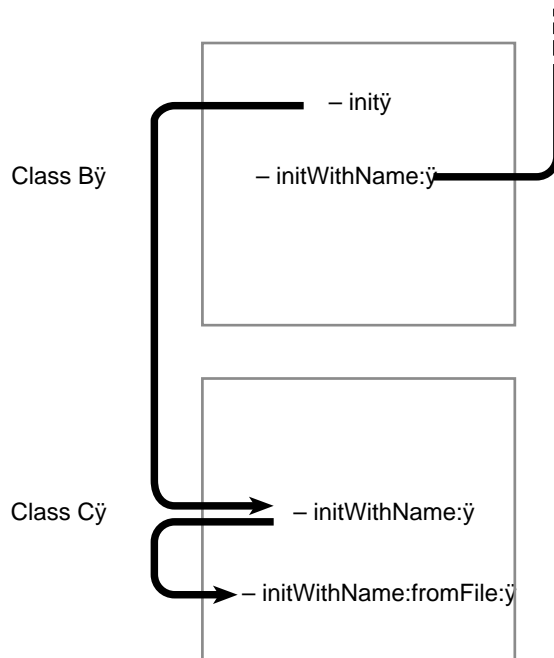 – initÿ
Class Bÿ
– initWithName:ÿ
Class Cÿ
– initWithName:ÿ
– initWithName:fromFile:ÿ